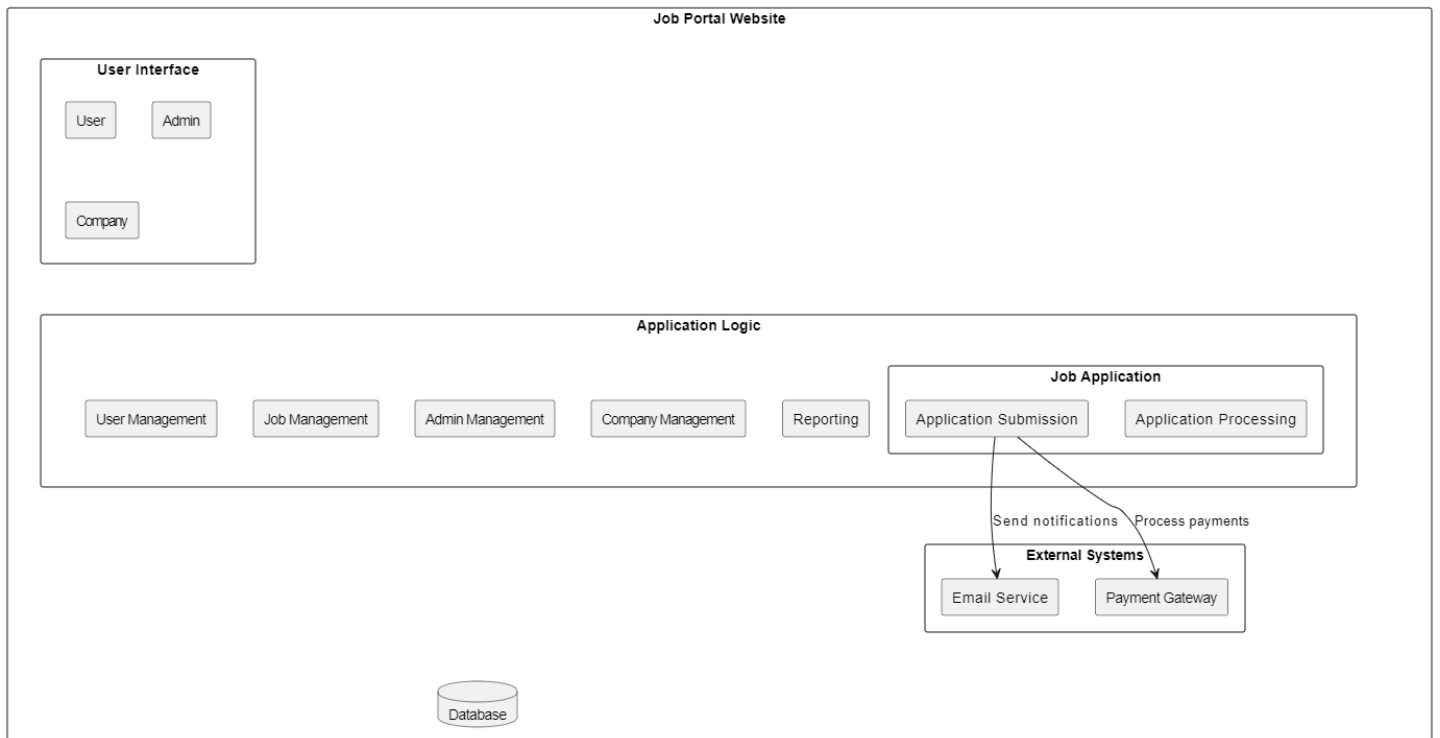 Job Portal Website
User Interface
User Admin
Company
Application Logic
Job Application
User Management Job Management Admin Management Company Management Reporting Application Submission Application Processing
Send notifications Process payments
External Systems
Email Service Payment Gateway
Database